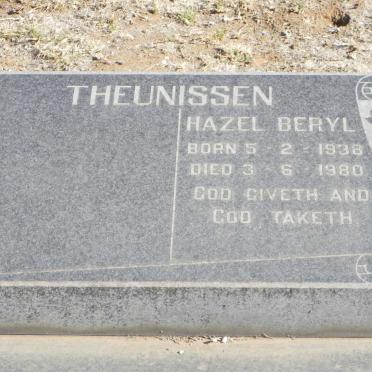 THEUNISSEN
HAZEL BERYL
BORN 5 - 2 - 1938
DIED 3 - 6 - 1980
GOD GIVETH AND
GOD TAKETH